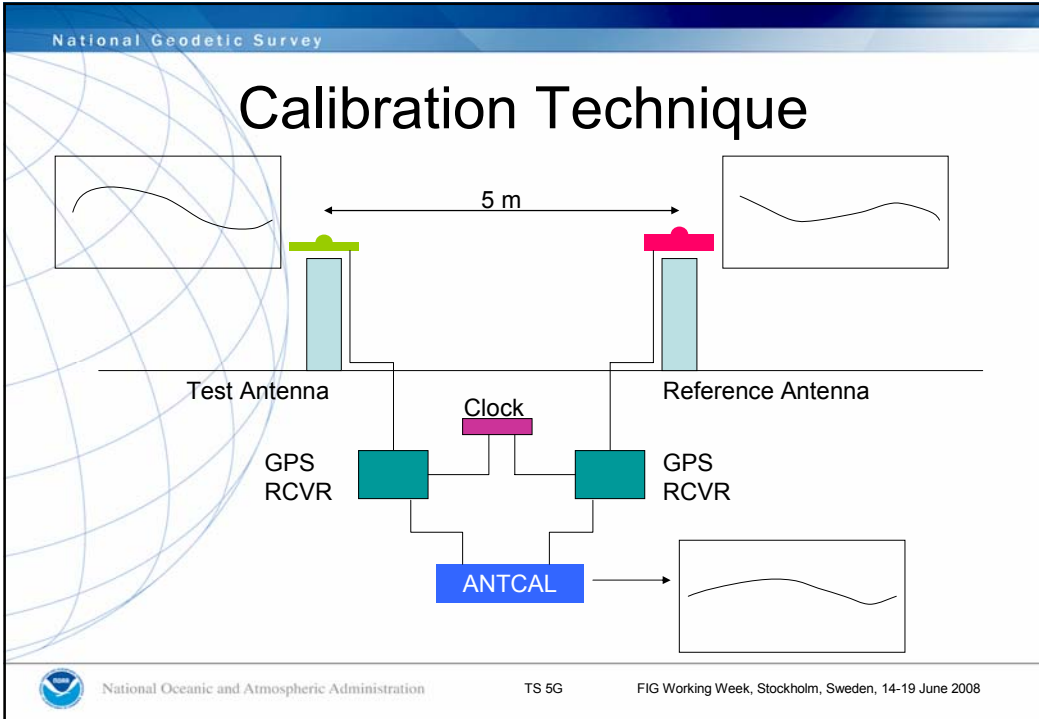 National Geodetic Survey
Calibration Technique
5 m
Test Antenna
Reference Antenna
Clock
GPS
RCVR
GPS
RCVR
ANTCAL
NOAA
National Oceanic and Atmospheric Administration
TS 5G
FIG Working Week, Stockholm, Sweden, 14-19 June 2008